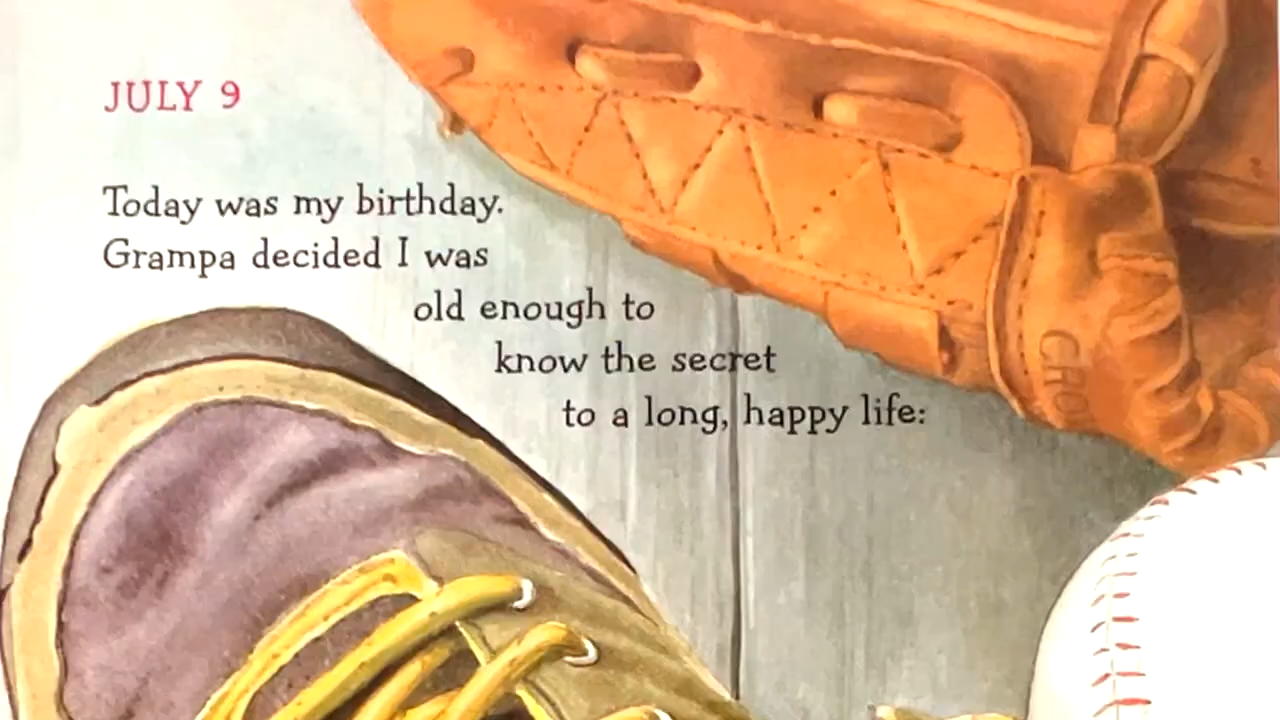 JULY 9
Today was my birthday.
Grampa decided I was
old enough to
know the secret
to a long, happy life: